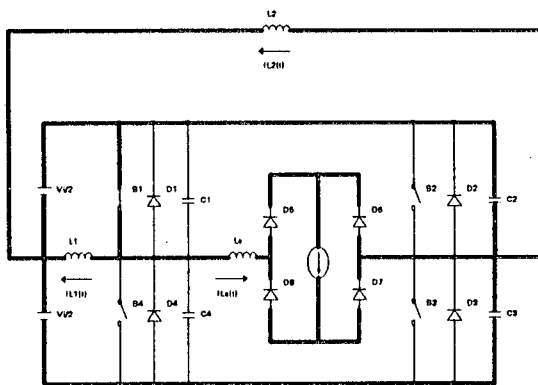 L2
IL2(t)
Vi/2
S1
D1
C1
D5
D6
S2
D2
C2
L1
Ls
IL1(t)
ILs(t)
Vi/2
S4
D4
C4
D8
D7
S3
D3
C3